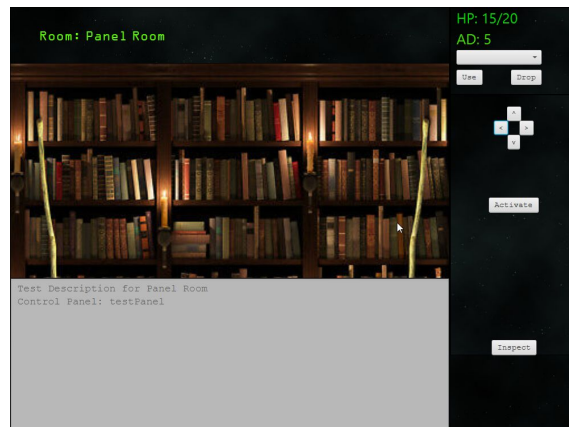 Room: Panel Room
HP: 15/20
AD: 5
Use Drop
^
< >
v
Activate
Test Description for Panel Room
Control Panel: testPanel
Inspect